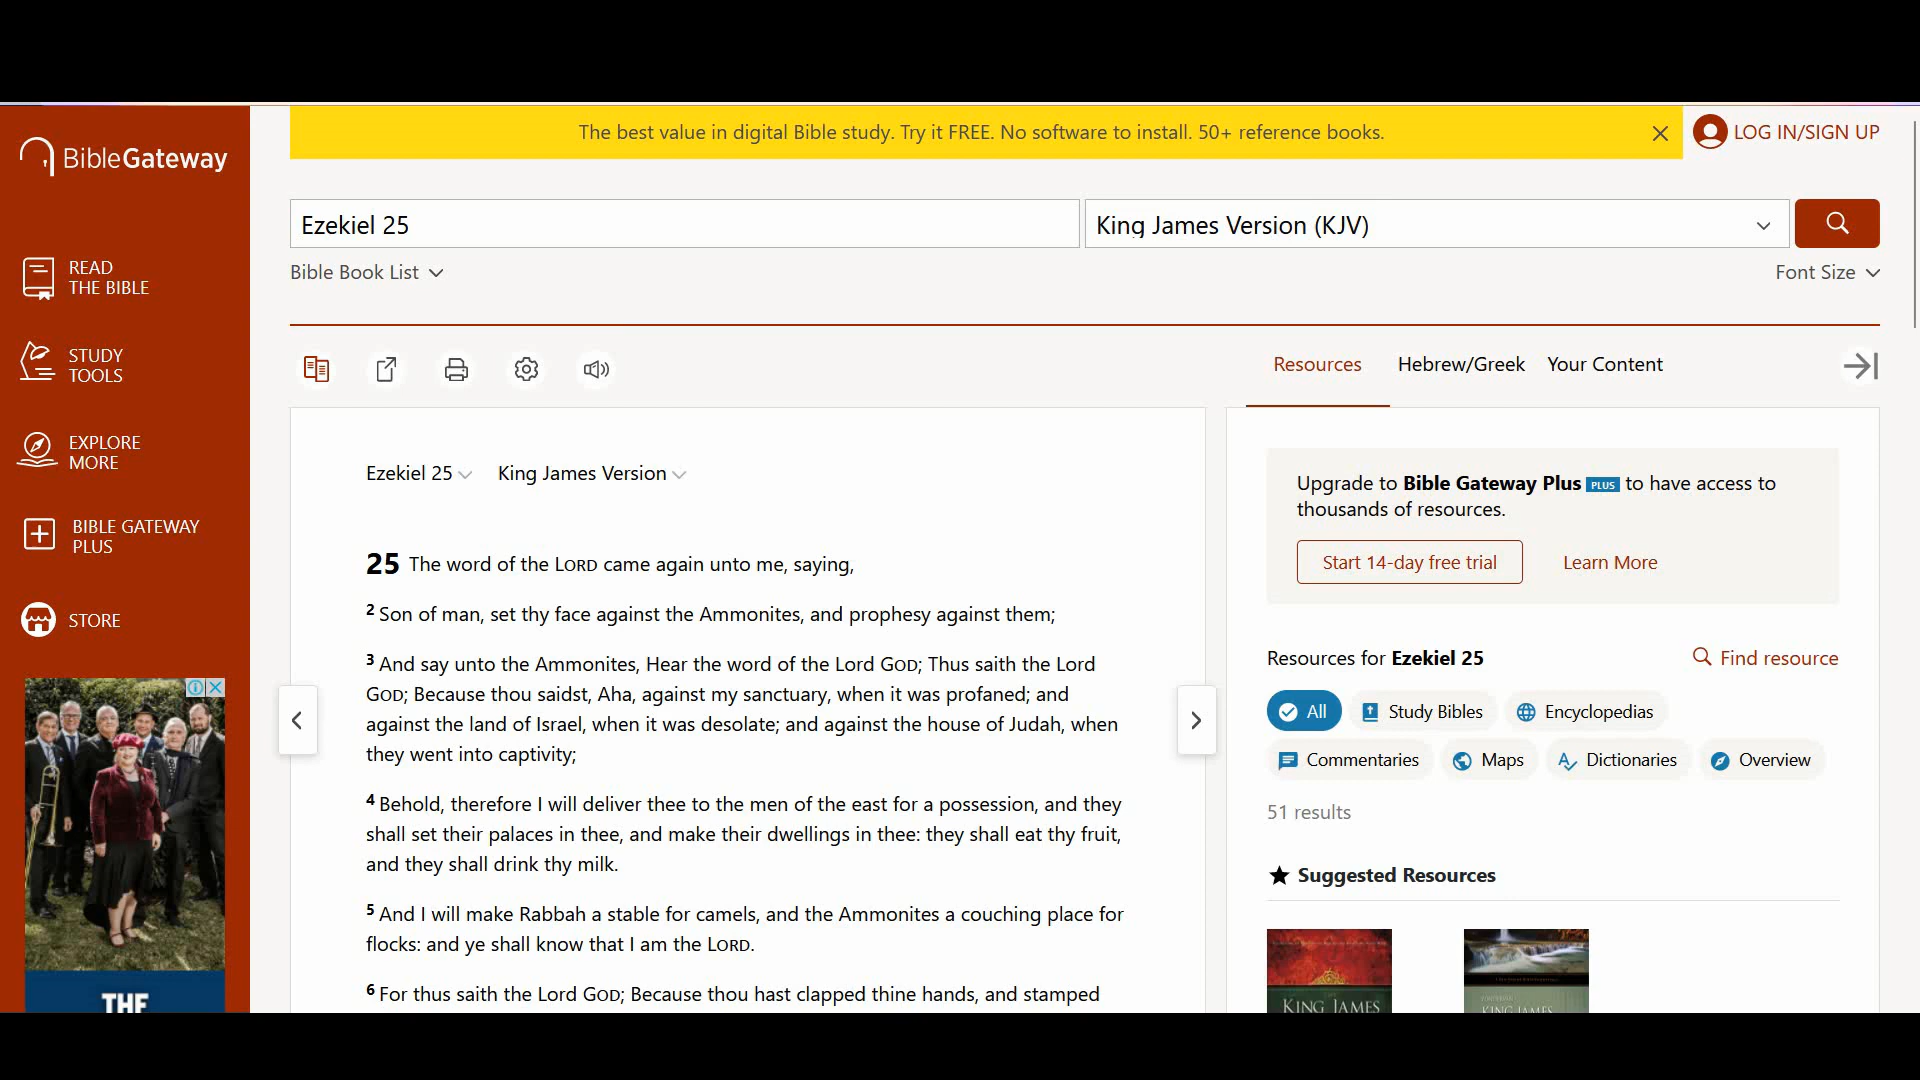 The best value in digital Bible study. Try it FREE. No software to install. 50+ reference books.
LOG IN/SIGN UP
BibleGateway
Ezekiel 25
King James Version (KJV)
Bible Book List
Font Size
READ
THE BIBLE
STUDY
TOOLS
EXPLORE
MORE
BIBLE GATEWAY
PLUS
STORE
THE
Resources
Hebrew/Greek
Your Content
Ezekiel 25
King James Version
25 The word of the LORD came again unto me, saying,
2 Son of man, set thy face against the Ammonites, and prophesy against them;
3 And say unto the Ammonites, Hear the word of the Lord GOD; Thus saith the Lord
GOD; Because thou saidst, Aha, against my sanctuary, when it was profaned; and
against the land of Israel, when it was desolate; and against the house of Judah, when
they went into captivity;
4 Behold, therefore I will deliver thee to the men of the east for a possession, and they
shall set their palaces in thee, and make their dwellings in thee: they shall eat thy fruit,
and they shall drink thy milk.
5 And I will make Rabbah a stable for camels, and the Ammonites a couching place for
flocks: and ye shall know that I am the LORD.
6 For thus saith the Lord GOD; Because thou hast clapped thine hands, and stamped
Upgrade to Bible Gateway Plus PLUS to have access to
thousands of resources.
Start 14-day free trial
Learn More
Resources for Ezekiel 25
Find resource
All
Study Bibles
Encyclopedias
Commentaries
Maps
Dictionaries
Overview
51 results
Suggested Resources
KING JAMES
KING JAMES